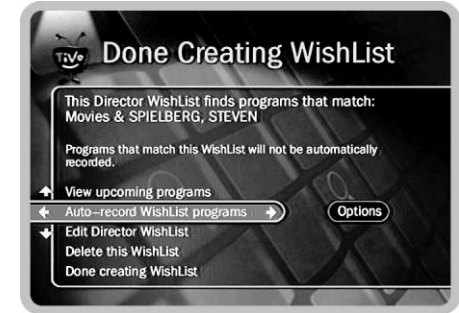 TiVo
Done Creating WishList
This Director WishList finds programs that match:
Movies & SPIELBERG, STEVEN
Programs that match this WishList will not be automatically
recorded.
View upcoming programs
Auto-record WishList programs Options
Edit Director WishList
Delete this WishList
Done creating WishList